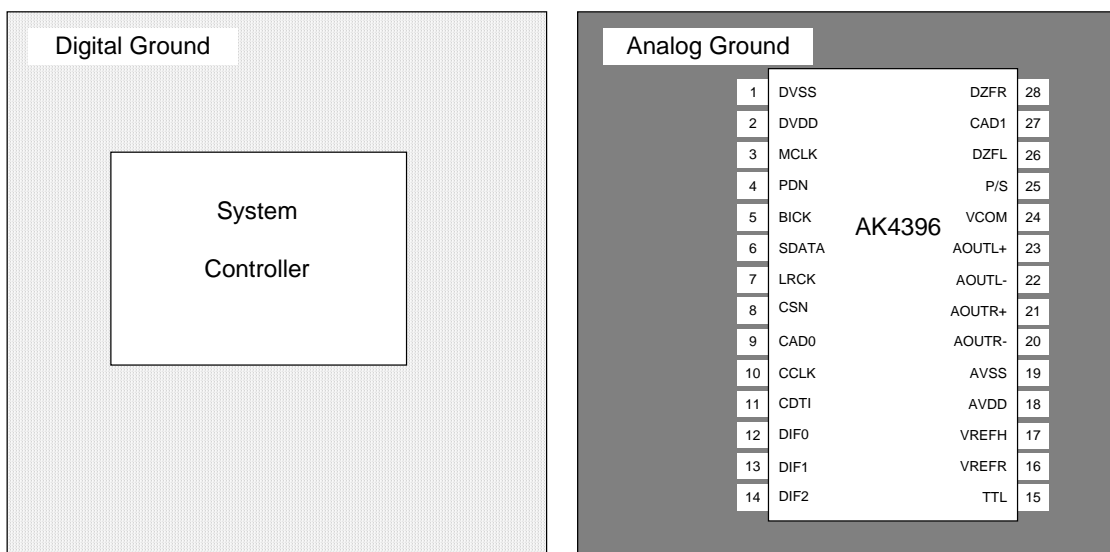 Digital Ground
System
Controller
Analog Ground
1 DVSS DZFR 28
2 DVDD CAD1 27
3 MCLK DZFL 26
4 PDN P/S 25
5 BICK VCOM 24
AK4396
6 SDATA AOUTL+ 23
7 LRCK AOUTL- 22
8 CSN AOUTR+ 21
9 CAD0 AOUTR- 20
10 CCLK AVSS 19
11 CDTI AVDD 18
12 DIF0 VREFH 17
13 DIF1 VREFR 16
14 DIF2 TTL 15